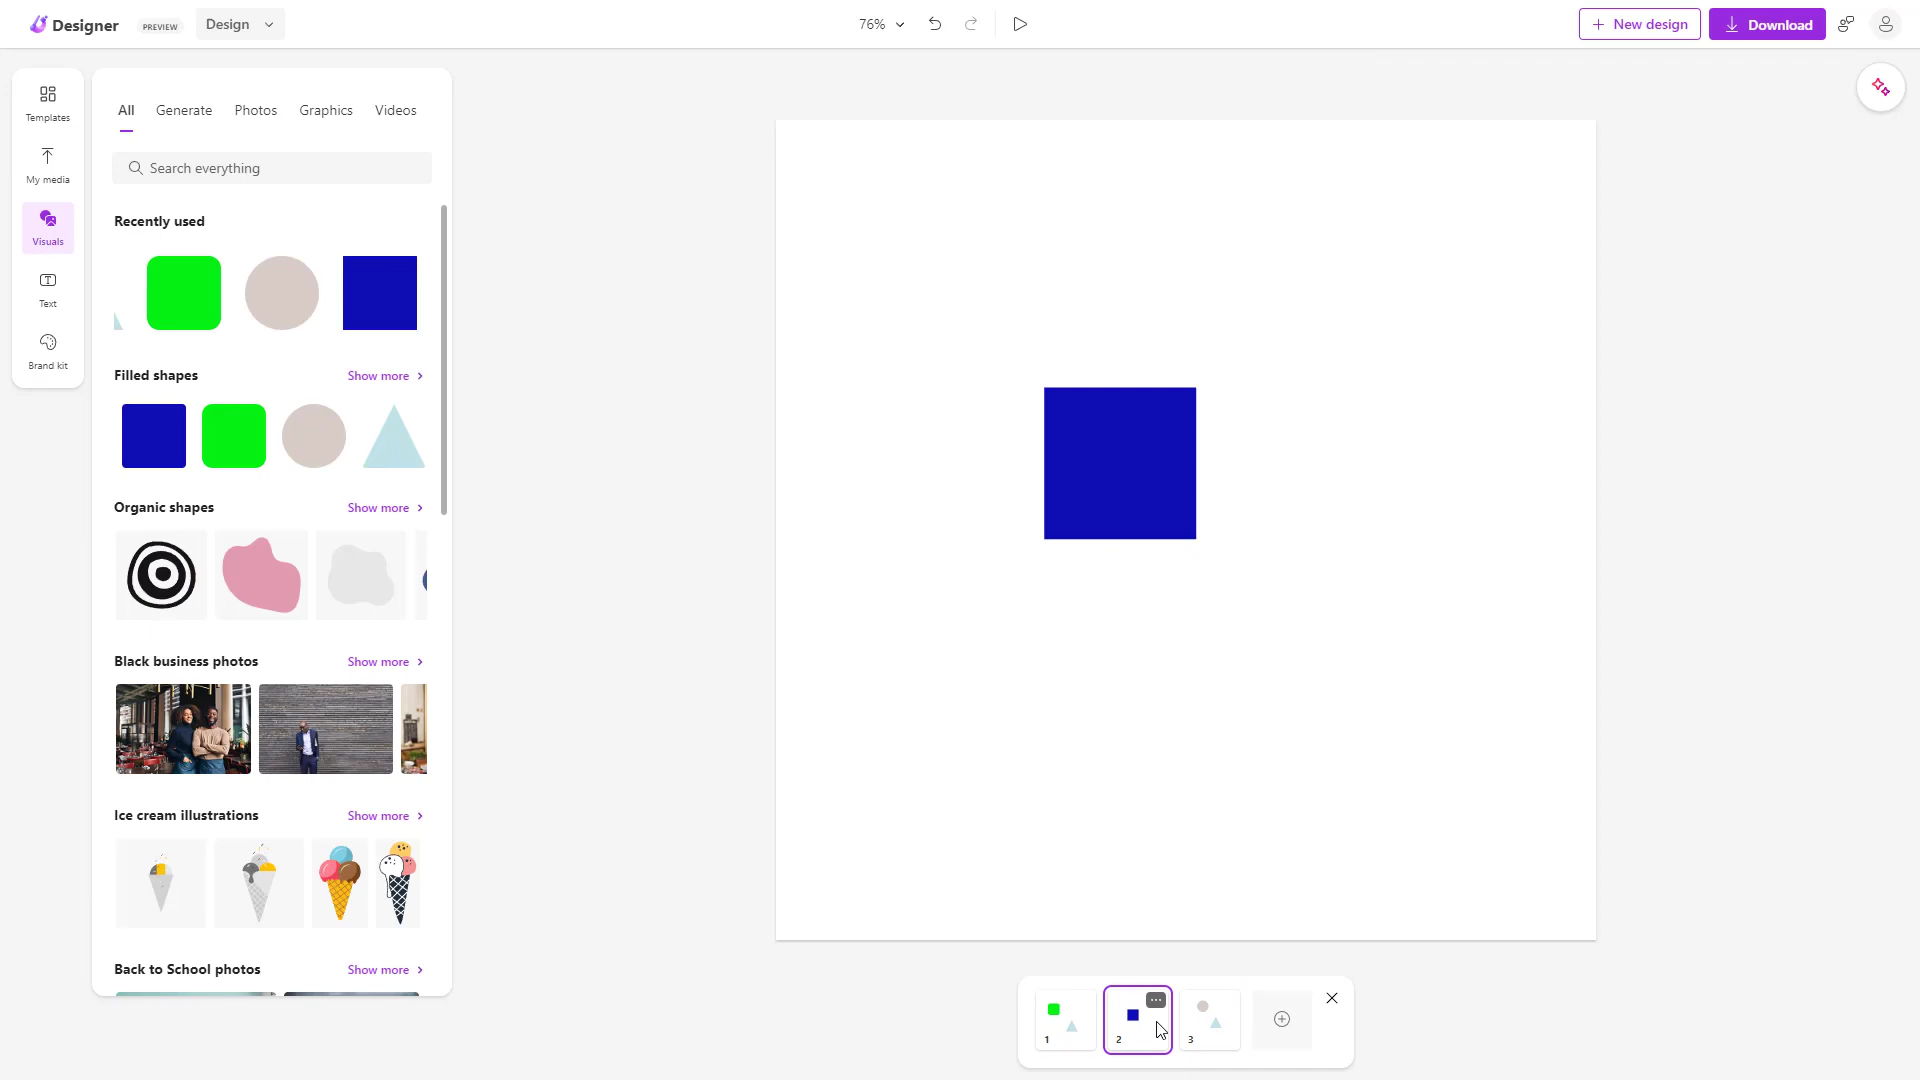 Designer
PREVIEW
Design
76%
New design
Download
Templates
My media
Visuals
Text
Brand kit
All
Generate
Photos
Graphics
Videos
Search everything
Recently used
Filled shapes
Show more
Organic shapes
Show more
Black business photos
Show more
Ice cream illustrations
Show more
Back to School photos
Show more
1
2
3